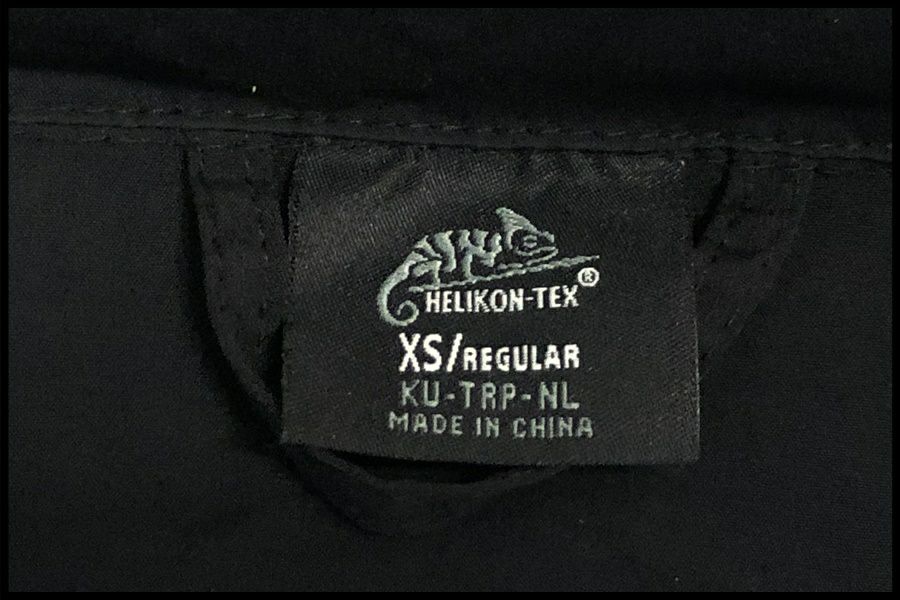 HELIKON-TEX®
XS/REGULAR
KU-TRP-NL
MADE IN CHINA